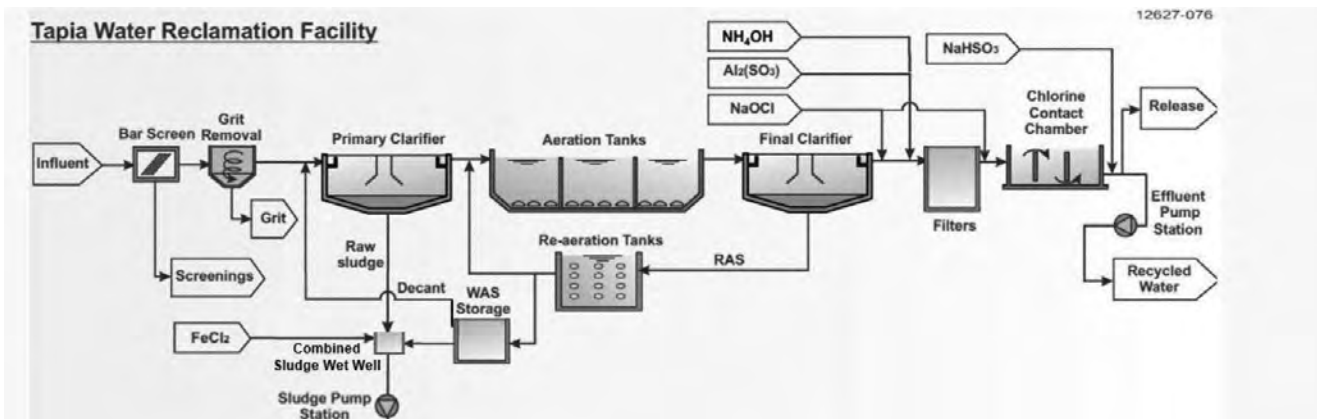 12627-076
Tapia Water Reclamation Facility
NH₄OH
Al₂(SO₃)
NaOCl
NaHSO₃
Influent
Bar Screen
Grit
Removal
Primary Clarifier
Aeration Tanks
Final Clarifier
Chlorine
Contact
Chamber
Release
Grit
Screenings
Raw
sludge
Re-aeration Tanks
RAS
Filters
Effluent
Pump
Station
Recycled
Water
Decant
WAS
Storage
FeCl₂
Combined
Sludge Wet Well
Sludge Pump
Station